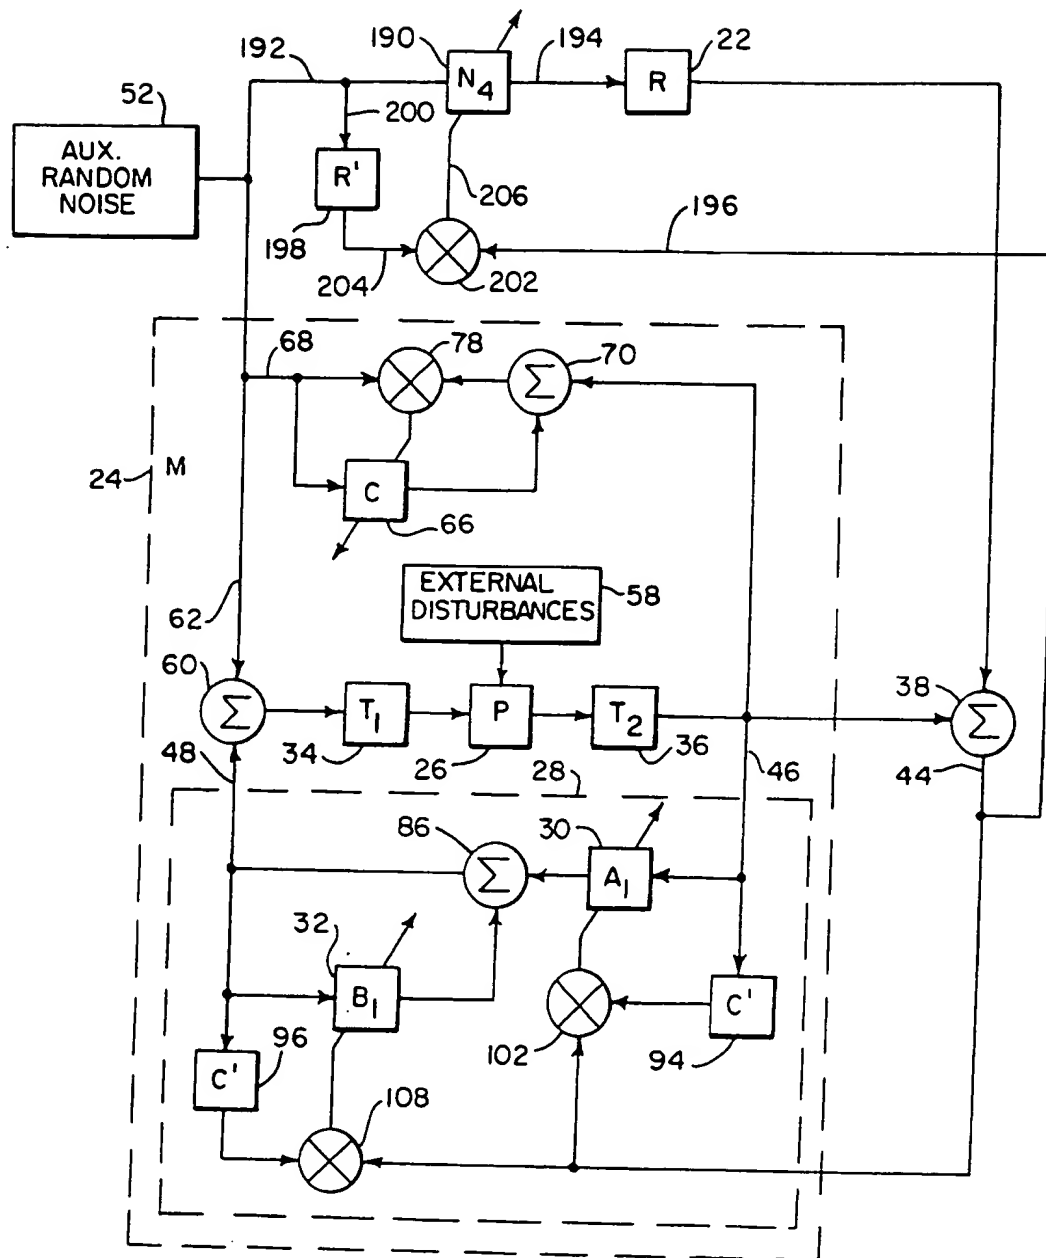 192
190
N4
194
22
R
52
AUX.
RANDOM
NOISE
200
R'
198
206
196
204
202
68
78
70
Σ
24
M
C
66
EXTERNAL
DISTURBANCES
58
62
60
Σ
T1
34
P
26
T2
36
38
Σ
48
28
46
44
86
Σ
30
A1
32
B1
102
C'
94
96
C'
108